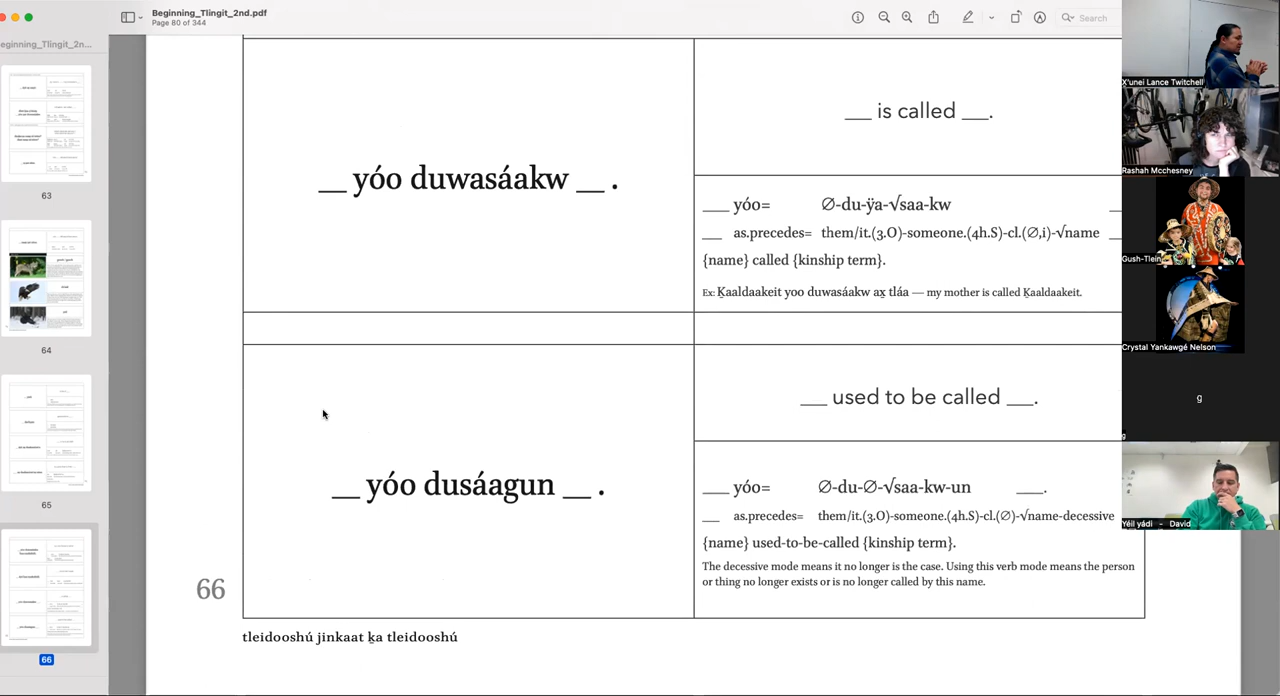 Beginning_Tlingit_2nd.pdf
Page 80 of 344
Search
eginning_Tlingit_2n...
63
64
65
66
__ yóo duwasáakw __ .
__ is called __.
___ yóo= ∅-du-ÿa-√saa-kw
___ as.precedes= them/it.(3.O)-someone.(4h.S)-cl.(∅,i)-√name
{name} called {kinship term}.
Ex: Ḵaaldaakeit yoo duwasáakw ax̱ tláa — my mother is called Ḵaaldaakeit.
__ yóo dusáagun __ .
__ used to be called __.
___ yóo= ∅-du-∅-√saa-kw-un ___.
___ as.precedes= them/it.(3.O)-someone.(4h.S)-cl.(∅)-√name-decessive
{name} used-to-be-called {kinship term}.
The decessive mode means it no longer is the case. Using this verb mode means the person
or thing no longer exists or is no longer called by this name.
66
tleidooshú jinkaat ḵa tleidooshú
X'unei Lance Twitchell
Rashah Mcchesney
Gush-Tlein
Crystal Yankawgé Nelson
g
g
Yéil yádi - David